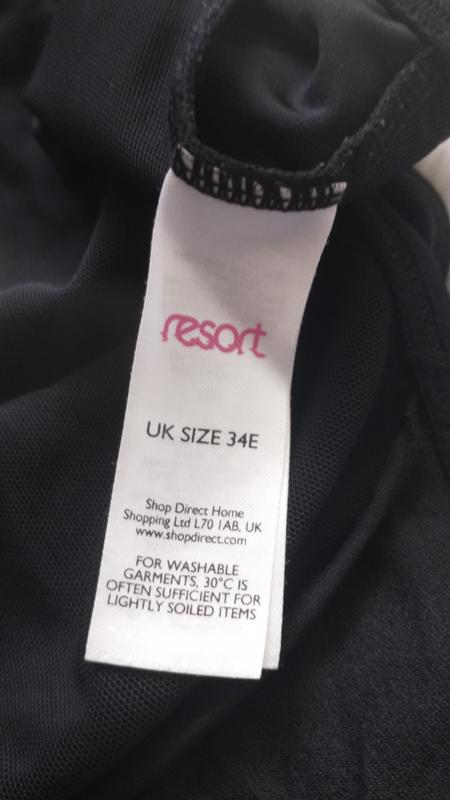 resort
UK SIZE 34E
Shop Direct Home
Shopping Ltd L70 1AB, UK
www.shopdirect.com
FOR WASHABLE
GARMENTS, 30°C IS
OFTEN SUFFICIENT FOR
LIGHTLY SOILED ITEMS